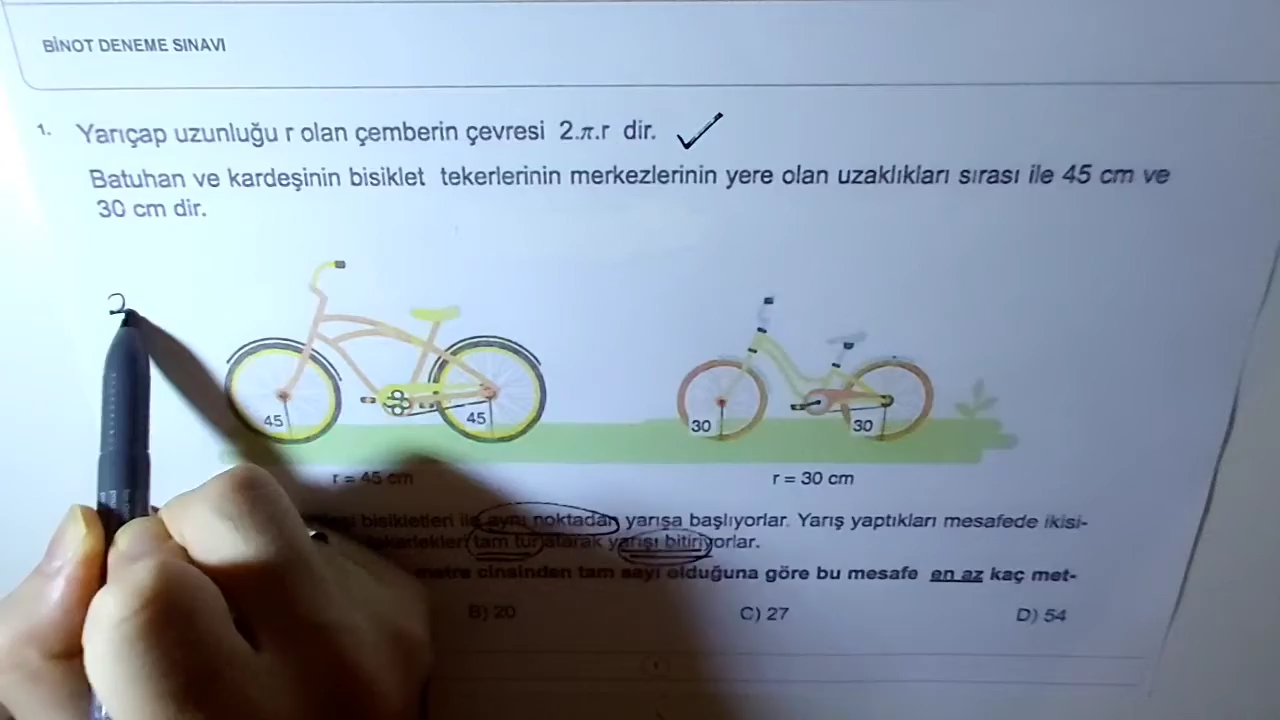 BİNOT DENEME SINAVI
1. Yarıçap uzunluğu r olan çemberin çevresi 2.π.r dir.
Batuhan ve kardeşinin bisiklet tekerlerinin merkezlerinin yere olan uzaklıkları sırası ile 45 cm ve
30 cm dir.
2
45 45 30 30
r = 45 cm r = 30 cm
bisikletleri ile aynı noktadan yarışa başlıyorlar. Yarış yaptıkları mesafede ikisi-
tekerlekleri tam tur atarak yarışı bitiriyorlar.
metre cinsinden tam sayı olduğuna göre bu mesafe en az kaç met-
B) 20 C) 27 D) 54